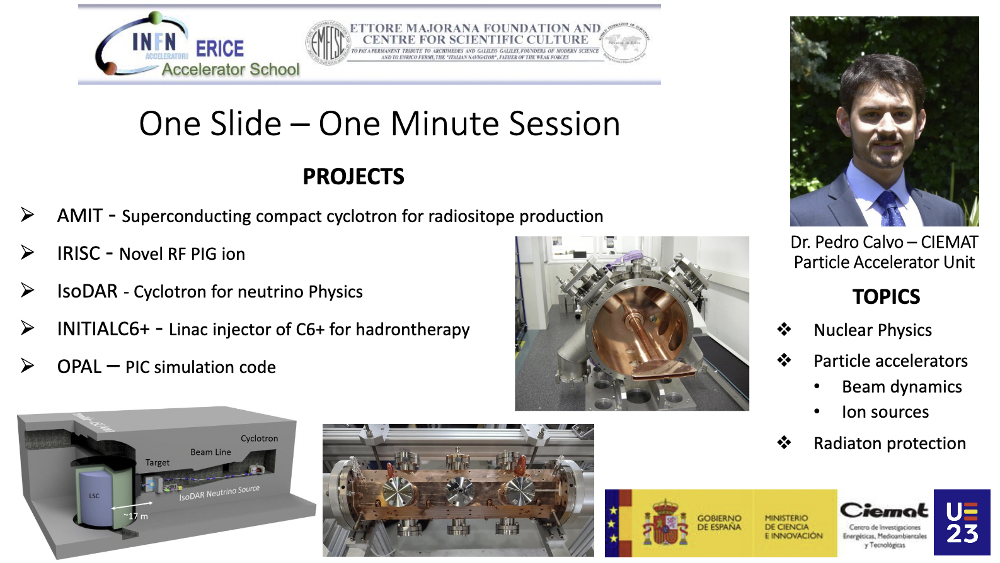 INFN
ACCELERATORI
ERICE
Accelerator School
EMFCSC
ETTORE MAJORANA FOUNDATION AND
CENTRE FOR SCIENTIFIC CULTURE
TO PAY A PERMANENT TRIBUTE TO ARCHIMEDES AND GALILEO GALILEI, FOUNDERS OF MODERN SCIENCE
AND TO ENRICO FERMI, THE "ITALIAN NAVIGATOR", FATHER OF THE WEAK FORCES
One Slide – One Minute Session
PROJECTS
➢ AMIT - Superconducting compact cyclotron for radiositope production
➢ IRISC - Novel RF PIG ion
➢ IsoDAR - Cyclotron for neutrino Physics
➢ INITIALC6+ - Linac injector of C6+ for hadrontherapy
➢ OPAL – PIC simulation code
Cyclotron
Beam Line
Target
LSC
IsoDAR Neutrino Source
~17 m
Dr. Pedro Calvo – CIEMAT
Particle Accelerator Unit
TOPICS
❖ Nuclear Physics
❖ Particle accelerators
• Beam dynamics
• Ion sources
❖ Radiaton protection
GOBIERNO
DE ESPAÑA
MINISTERIO
DE CIENCIA
E INNOVACIÓN
Ciemat
Centro de Investigaciones
Energéticas, Medioambientales
y Tecnológicas
UE
23